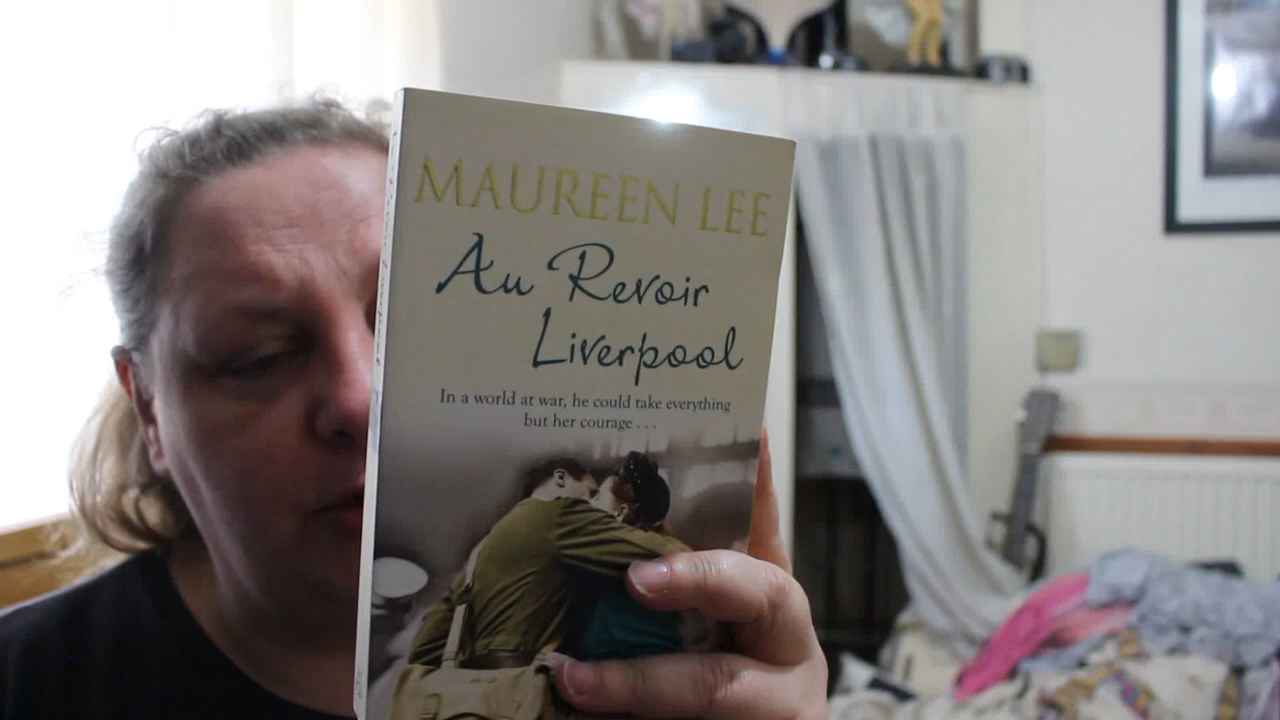 MAUREEN LEE
Au Revoir
Liverpool
In a world at war, he could take everything
but her courage . . .